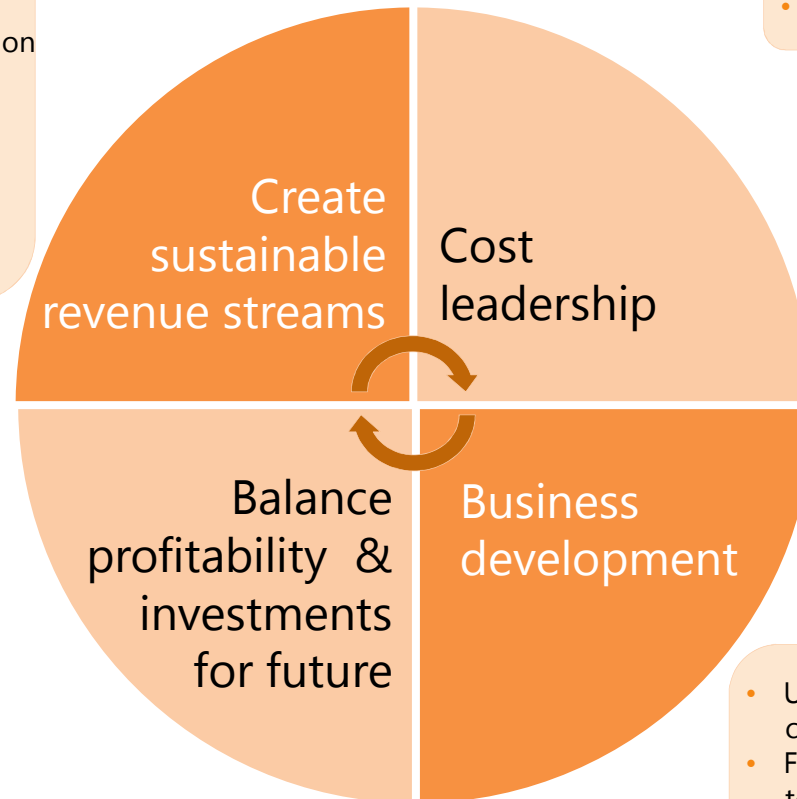 on
Create
sustainable
revenue streams
Cost
leadership
Balance
profitability &
investments
for future
Business
development